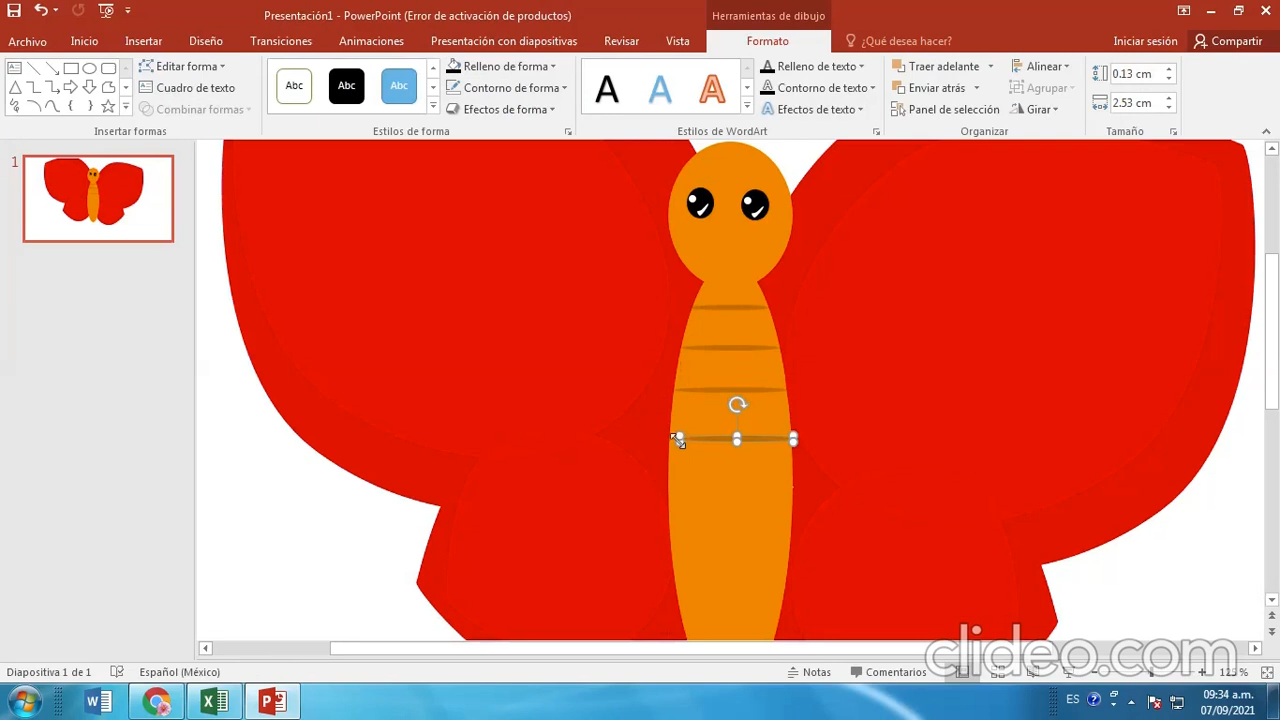 Presentación1 - PowerPoint (Error de activación de productos)
Herramientas de dibujo
Archivo
Inicio
Insertar
Diseño
Transiciones
Animaciones
Presentación con diapositivas
Revisar
Vista
Formato
¿Qué desea hacer?
Iniciar sesión
Compartir
Editar forma
Cuadro de texto
Combinar formas
Insertar formas
Abc
Abc
Abc
Relleno de forma
Contorno de forma
Efectos de forma
Estilos de forma
A
A
A
Relleno de texto
Contorno de texto
Efectos de texto
Estilos de WordArt
Traer adelante
Enviar atrás
Panel de selección
Alinear
Agrupar
Girar
Organizar
0.13 cm
2.53 cm
Tamaño
1
clideo.com
Diapositiva 1 de 1
Español (México)
Notas
Comentarios
ES
09:34 a.m.
07/09/2021